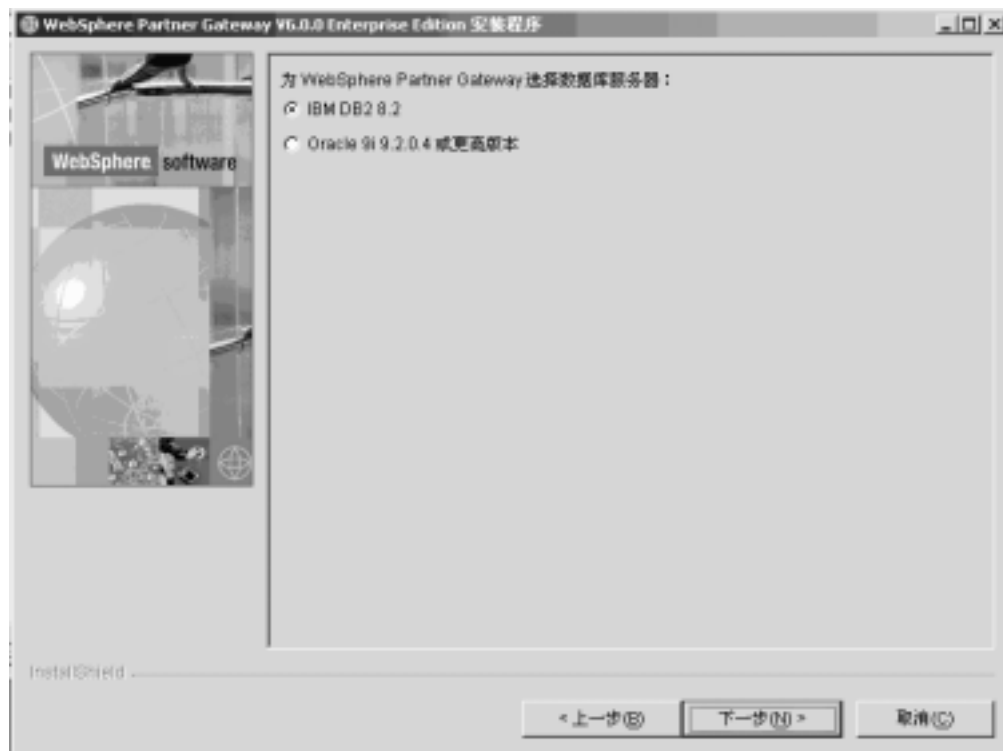 WebSphere Partner Gateway V6.0.0 Enterprise Edition 安装程序
WebSphere software
为 WebSphere Partner Gateway 选择数据库服务器：
IBM DB2 8.2
Oracle 9i 9.2.0.4 或更高版本
InstallShield
< 上一步(B)
下一步(N) >
取消(C)